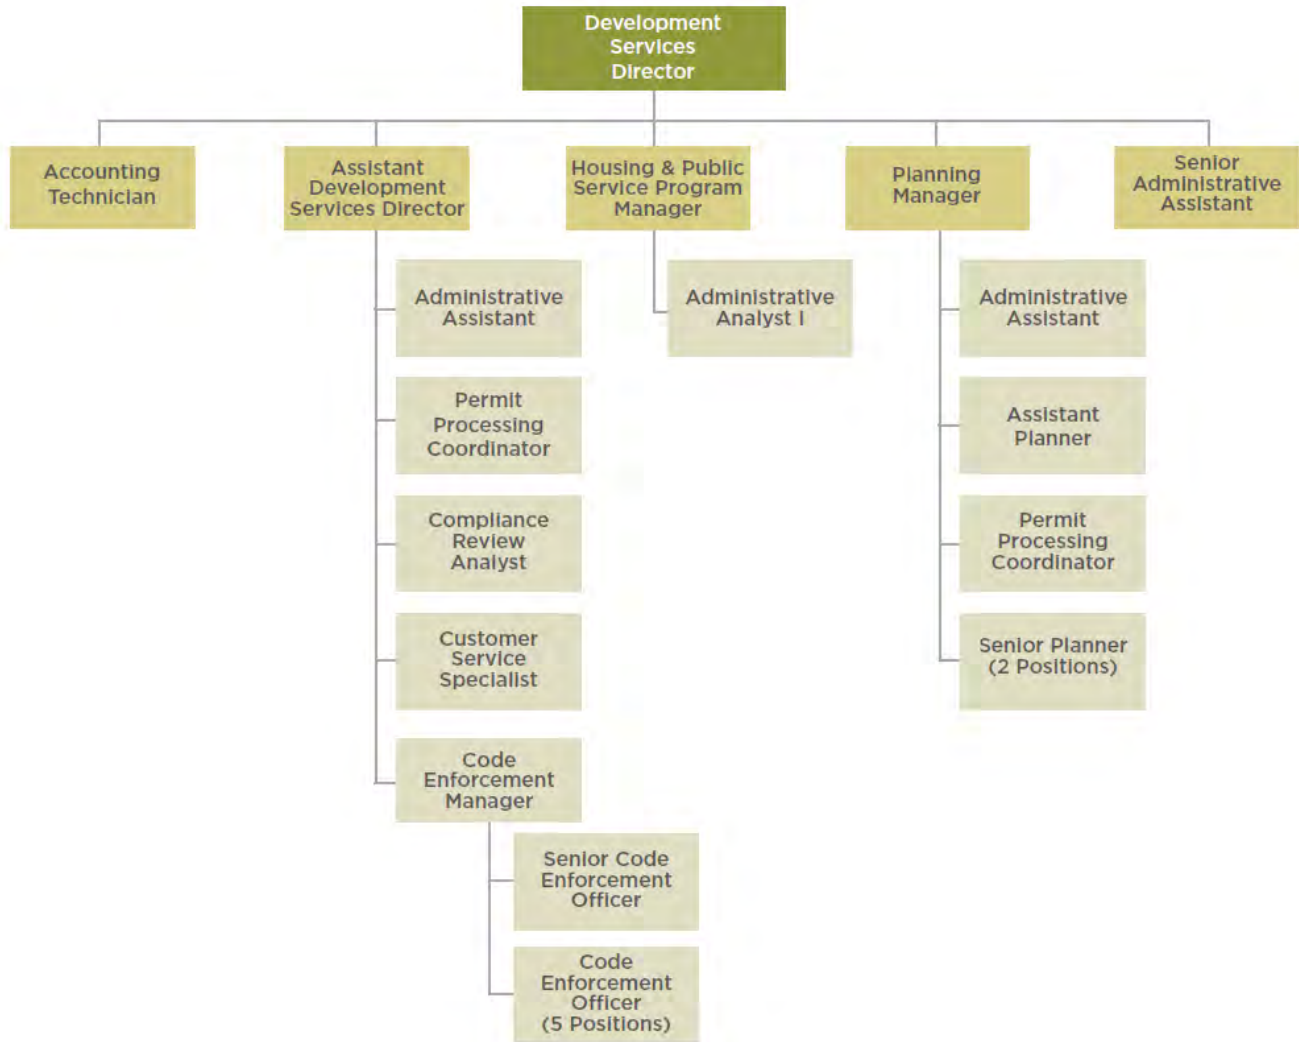 Development
Services
Director
Accounting
Technician
Assistant
Development
Services Director
Housing & Public
Service Program
Manager
Planning
Manager
Senior
Administrative
Assistant
Administrative
Assistant
Administrative
Analyst I
Administrative
Assistant
Permit
Processing
Coordinator
Assistant
Planner
Compliance
Review
Analyst
Permit
Processing
Coordinator
Customer
Service
Specialist
Senior Planner
(2 Positions)
Code
Enforcement
Manager
Senior Code
Enforcement
Officer
Code
Enforcement
Officer
(5 Positions)